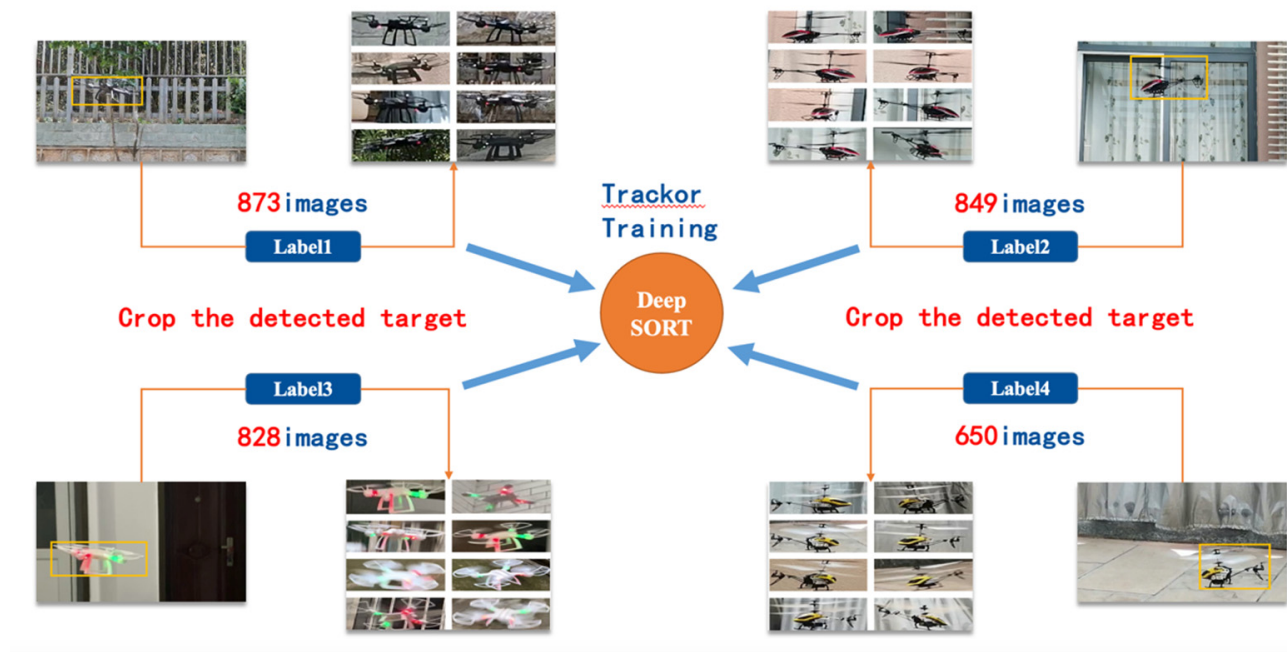 873images
Label1
Trackor
Training
849images
Label2
Crop the detected target
Deep
SORT
Crop the detected target
Label3
828images
Label4
650images